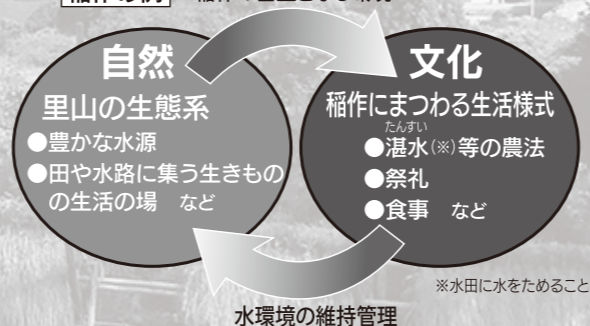 自然
里山の生態系
●豊かな水源
●田や水路に集う生きもの
の生活の場 など
文化
稲作にまつわる生活様式
たんすい
●湛水(※)等の農法
●祭礼
●食事 など
※水田に水をためること
水環境の維持管理